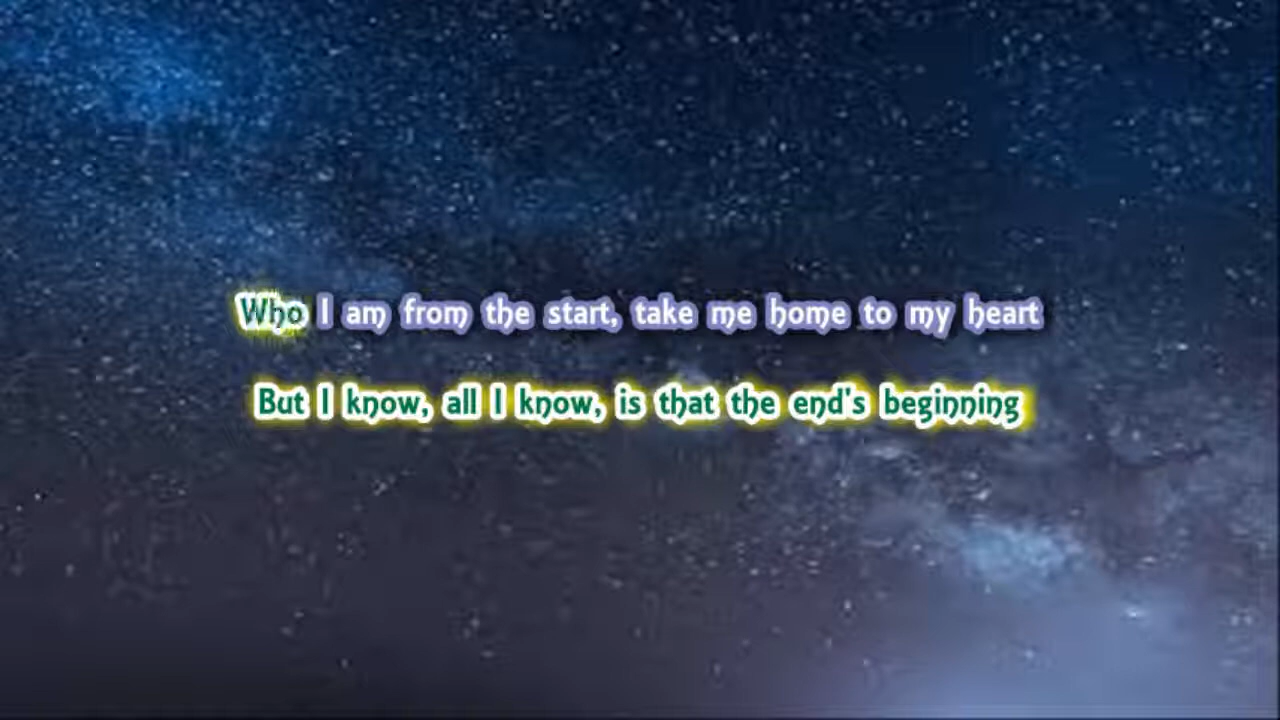 Who I am from the start, take me home to my heart
But I know, all I know, is that the end's beginning